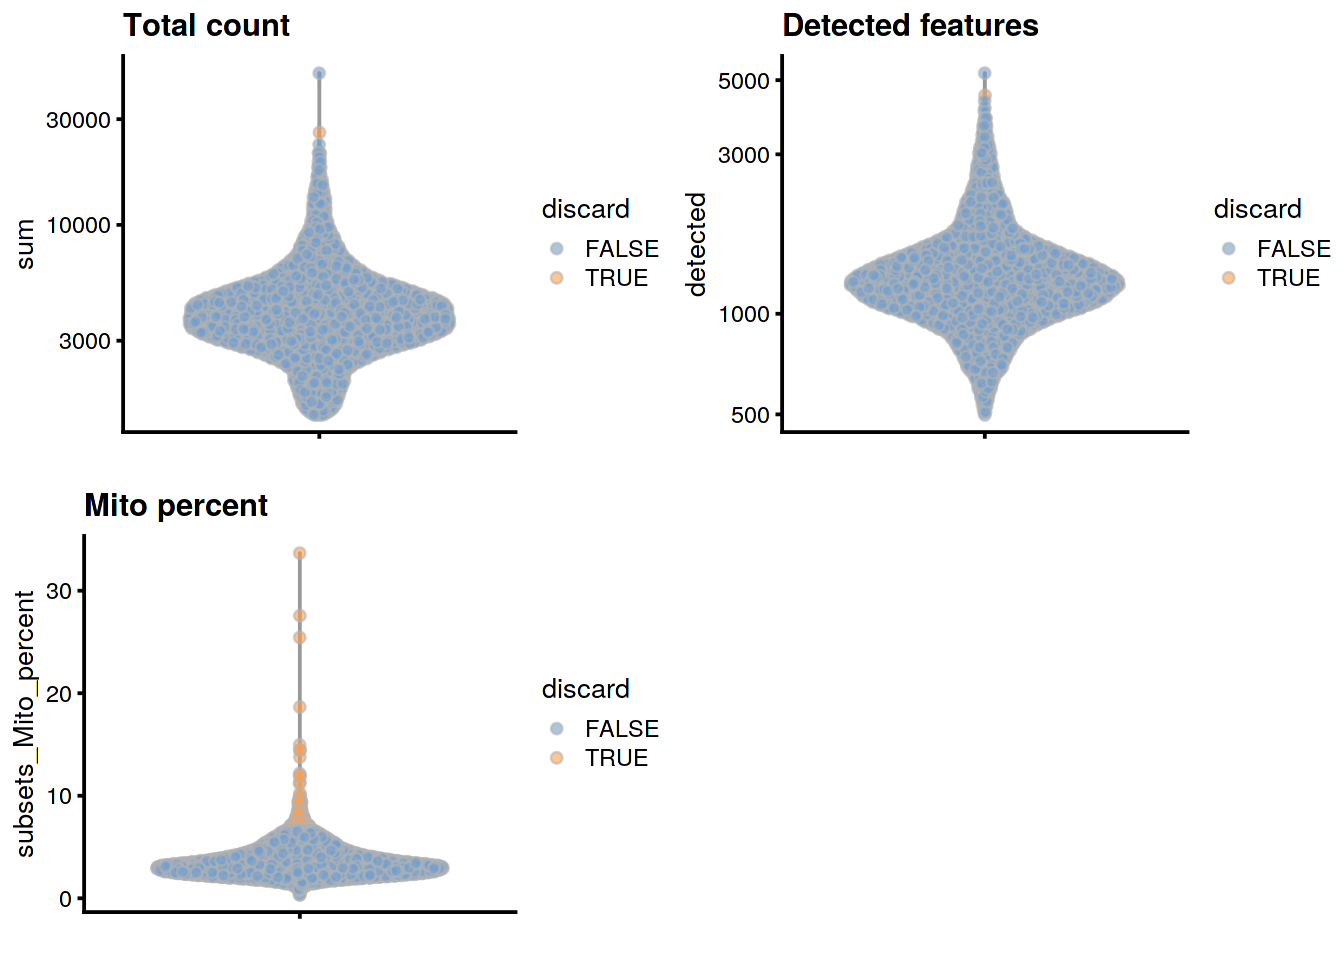 Total count
sum
30000
10000
3000
discard
FALSE
TRUE
Detected features
detected
5000
3000
1000
500
discard
FALSE
TRUE
Mito percent
subsets_Mito_percent
30
20
10
0
discard
FALSE
TRUE